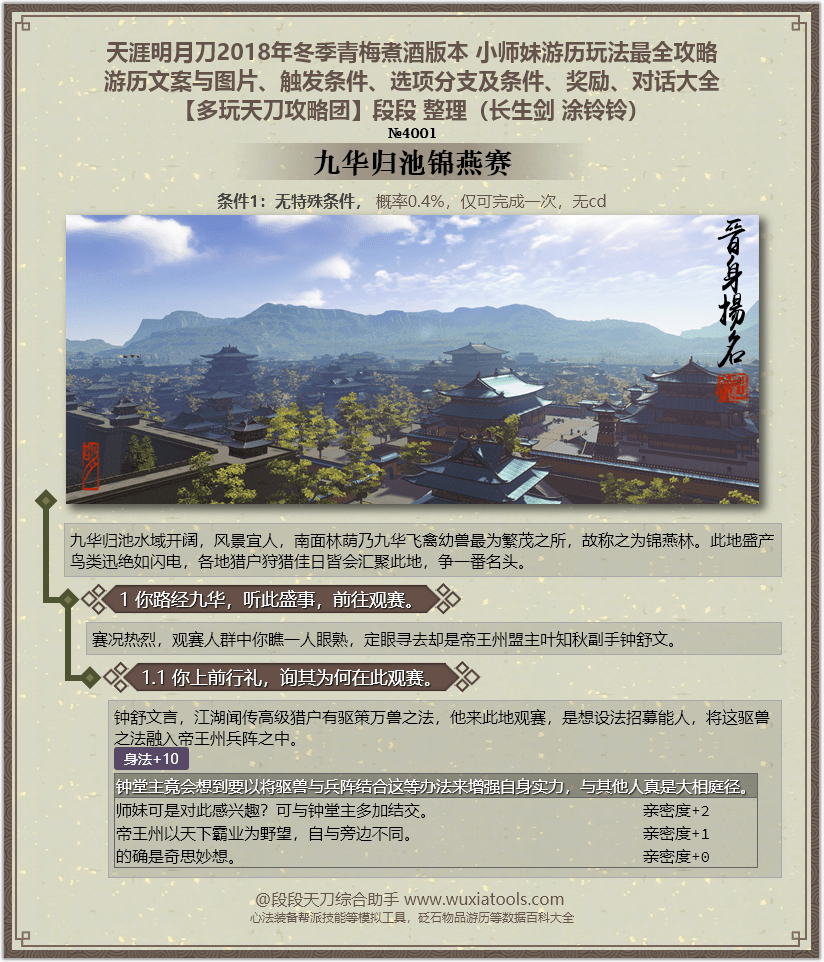 天涯明月刀2018年冬季青梅煮酒版本 小师妹游历玩法最全攻略
游历文案与图片、触发条件、选项分支及条件、奖励、对话大全
【多玩天刀攻略团】段段 整理（长生剑 涂铃铃）
№4001
九华归池锦燕赛
条件1：无特殊条件， 概率0.4%，仅可完成一次，无cd
晋身揚名
九华归池水域开阔，风景宜人，南面林荫乃九华飞禽幼兽最为繁茂之所，故称之为锦燕林。此地盛产
鸟类迅绝如闪电，各地猎户狩猎佳日皆会汇聚此地，争一番名头。
1 你路经九华，听此盛事，前往观赛。
赛况热烈，观赛人群中你瞧一人眼熟，定眼寻去却是帝王州盟主叶知秋副手钟舒文。
1.1 你上前行礼，询其为何在此观赛。
钟舒文言，江湖闻传高级猎户有驱策万兽之法，他来此地观赛，是想设法招募能人，将这驱兽
之法融入帝王州兵阵之中。
身法+10
钟堂主竟会想到要以将驱兽与兵阵结合这等办法来增强自身实力，与其他人真是大相庭径。
师妹可是对此感兴趣？可与钟堂主多加结交。 亲密度+2
帝王州以天下霸业为野望，自与旁边不同。 亲密度+1
的确是奇思妙想。 亲密度+0
@段段天刀综合助手 www.wuxiatools.com
心法装备帮派技能等模拟工具，砭石物品游历等数据百科大全